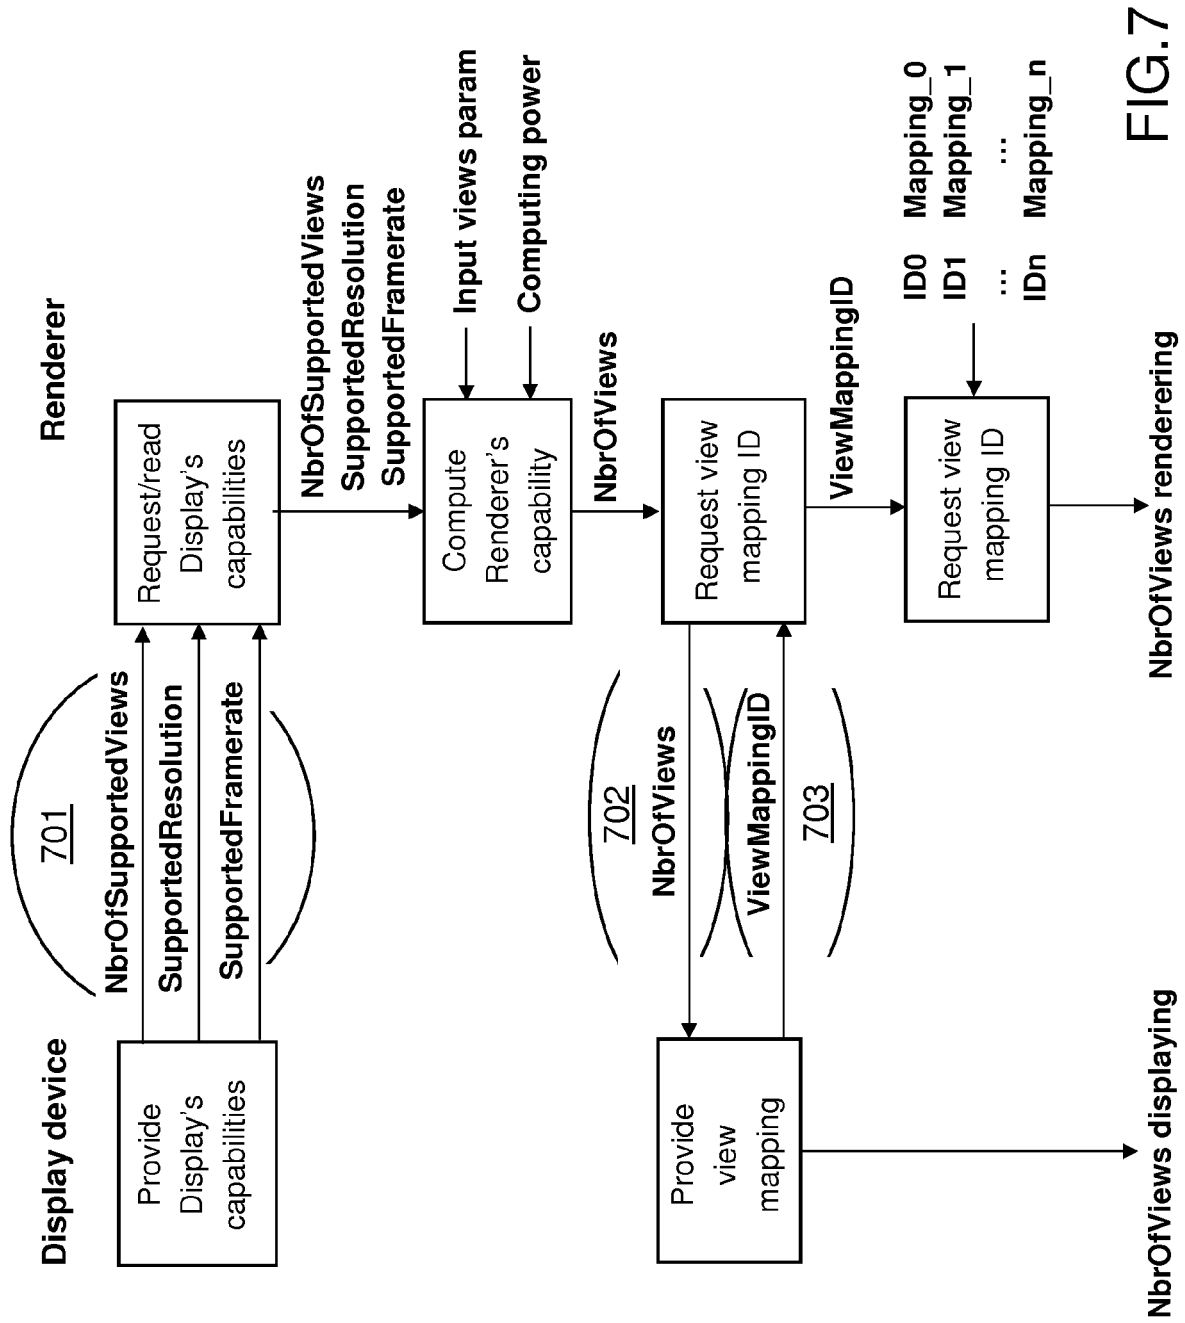 Display device
Renderer
Provide
Display's
capabilities
701
NbrOfSupportedViews
SupportedResolution
SupportedFramerate
Request/read
Display's
capabilities
NbrOfSupportedViews
SupportedResolution
SupportedFramerate
Compute
Renderer's
capability
Input views param
Computing power
NbrOfViews
Provide
view
mapping
702
NbrOfViews
ViewMappingID
703
Request view
mapping ID
ViewMappingID
Request view
mapping ID
ID0 Mapping_0
ID1 Mapping_1
... ...
IDn Mapping_n
NbrOfViews displaying
NbrOfViews renderering
FIG.7